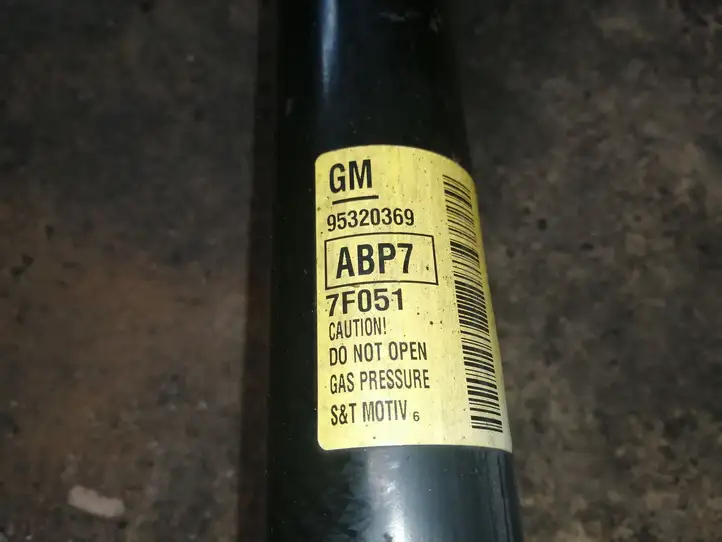 GM
95320369
ABP7
7F051
CAUTION!
DO NOT OPEN
GAS PRESSURE
S&T MOTIV 6